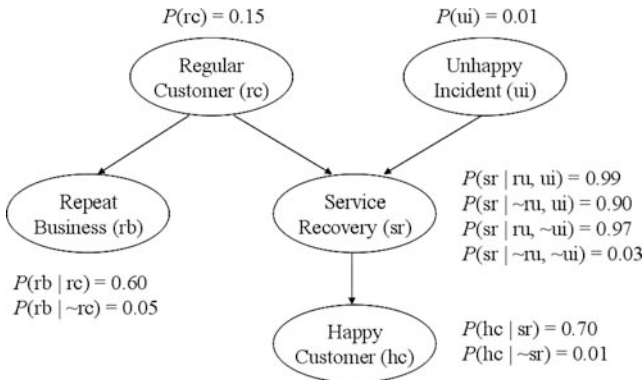 P(rc) = 0.15
P(ui) = 0.01
Regular
Customer (rc)
Unhappy
Incident (ui)
Repeat
Business (rb)
Service
Recovery (sr)
P(sr | ru, ui) = 0.99
P(sr | ~ru, ui) = 0.90
P(sr | ru, ~ui) = 0.97
P(sr | ~ru, ~ui) = 0.03
P(rb | rc) = 0.60
P(rb | ~rc) = 0.05
Happy
Customer (hc)
P(hc | sr) = 0.70
P(hc | ~sr) = 0.01